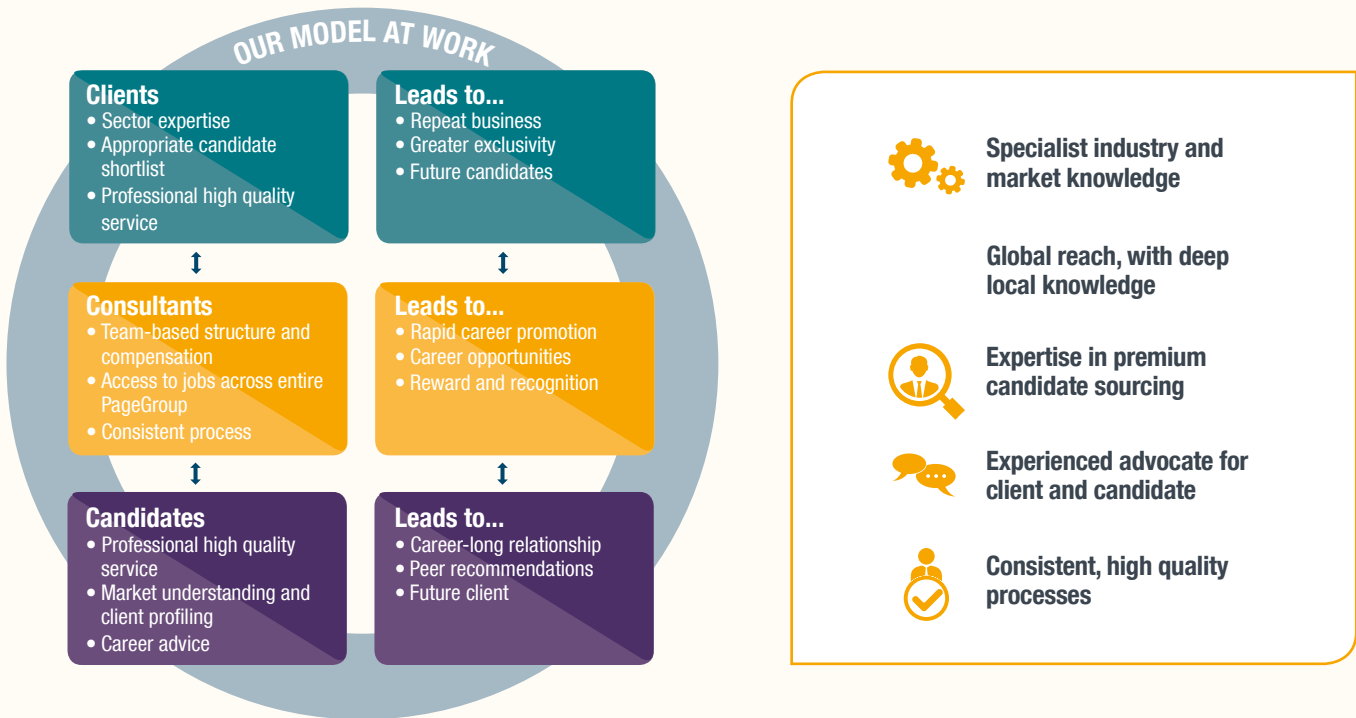 OUR MODEL AT WORK
Clients
• Sector expertise
• Appropriate candidate
shortlist
• Professional high quality
service
Leads to...
• Repeat business
• Greater exclusivity
• Future candidates
Consultants
• Team-based structure and
compensation
• Access to jobs across entire
PageGroup
• Consistent process
Leads to...
• Rapid career promotion
• Career opportunities
• Reward and recognition
Candidates
• Professional high quality
service
• Market understanding and
client profiling
• Career advice
Leads to...
• Career-long relationship
• Peer recommendations
• Future client
Specialist industry and
market knowledge
Global reach, with deep
local knowledge
Expertise in premium
candidate sourcing
Experienced advocate for
client and candidate
Consistent, high quality
processes